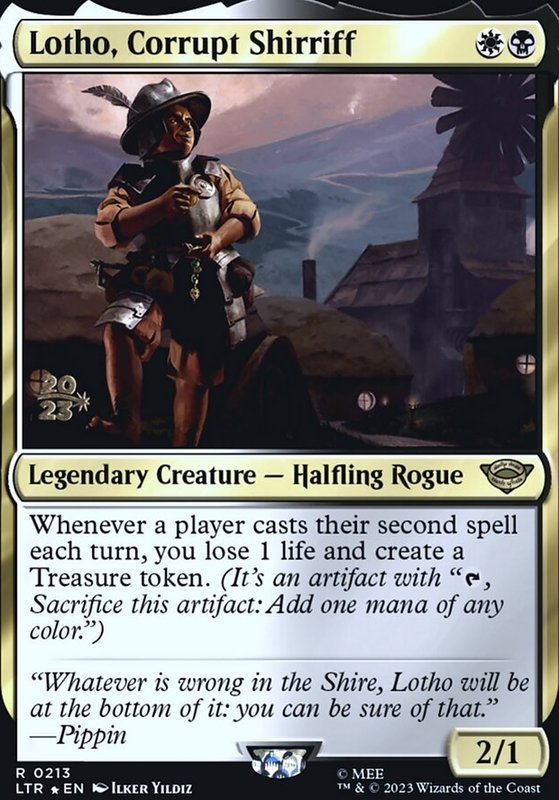 Lotho, Corrupt Shirriff
20
23
Legendary Creature — Halfling Rogue
Whenever a player casts their second spell
each turn, you lose 1 life and create a
Treasure token. (It's an artifact with “,
Sacrifice this artifact: Add one mana of any
color.”)
“Whatever is wrong in the Shire, Lotho will be
at the bottom of it: you can be sure of that.”
—Pippin
2/1
R 0213
LTR ★ EN ILKER YILDIZ
© MEE
™ & © 2023 Wizards of the Coast